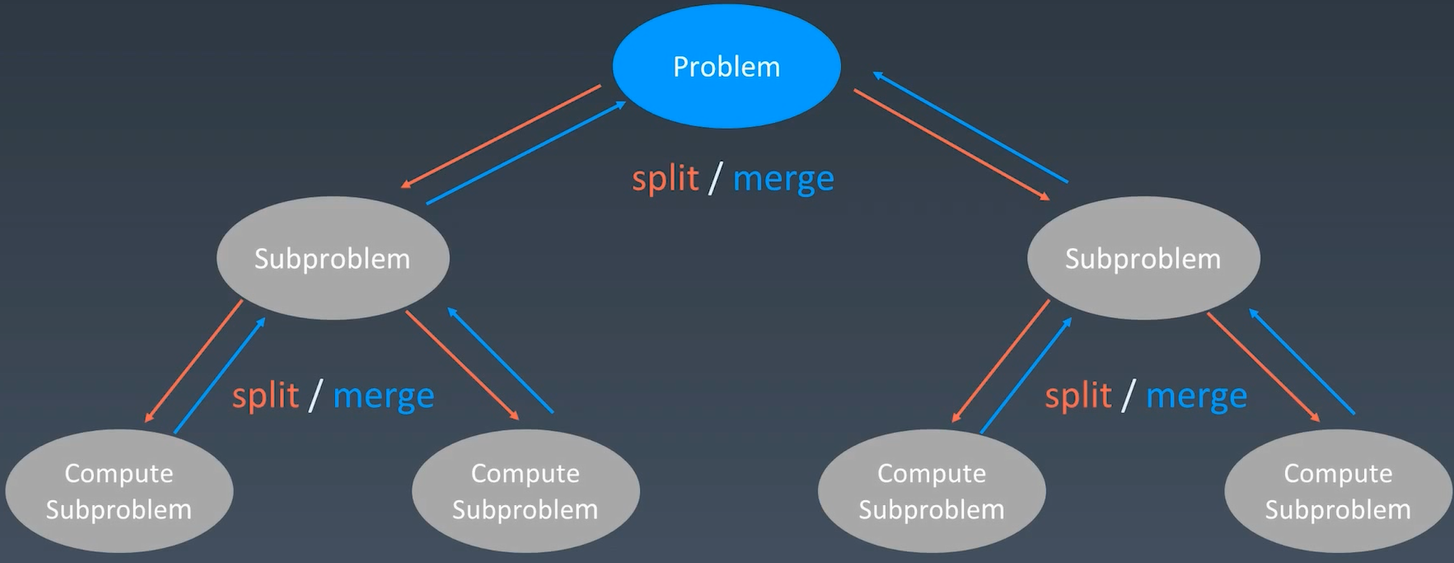 Problem
split / merge
Subproblem
Subproblem
split / merge
split / merge
Compute
Subproblem
Compute
Subproblem
Compute
Subproblem
Compute
Subproblem